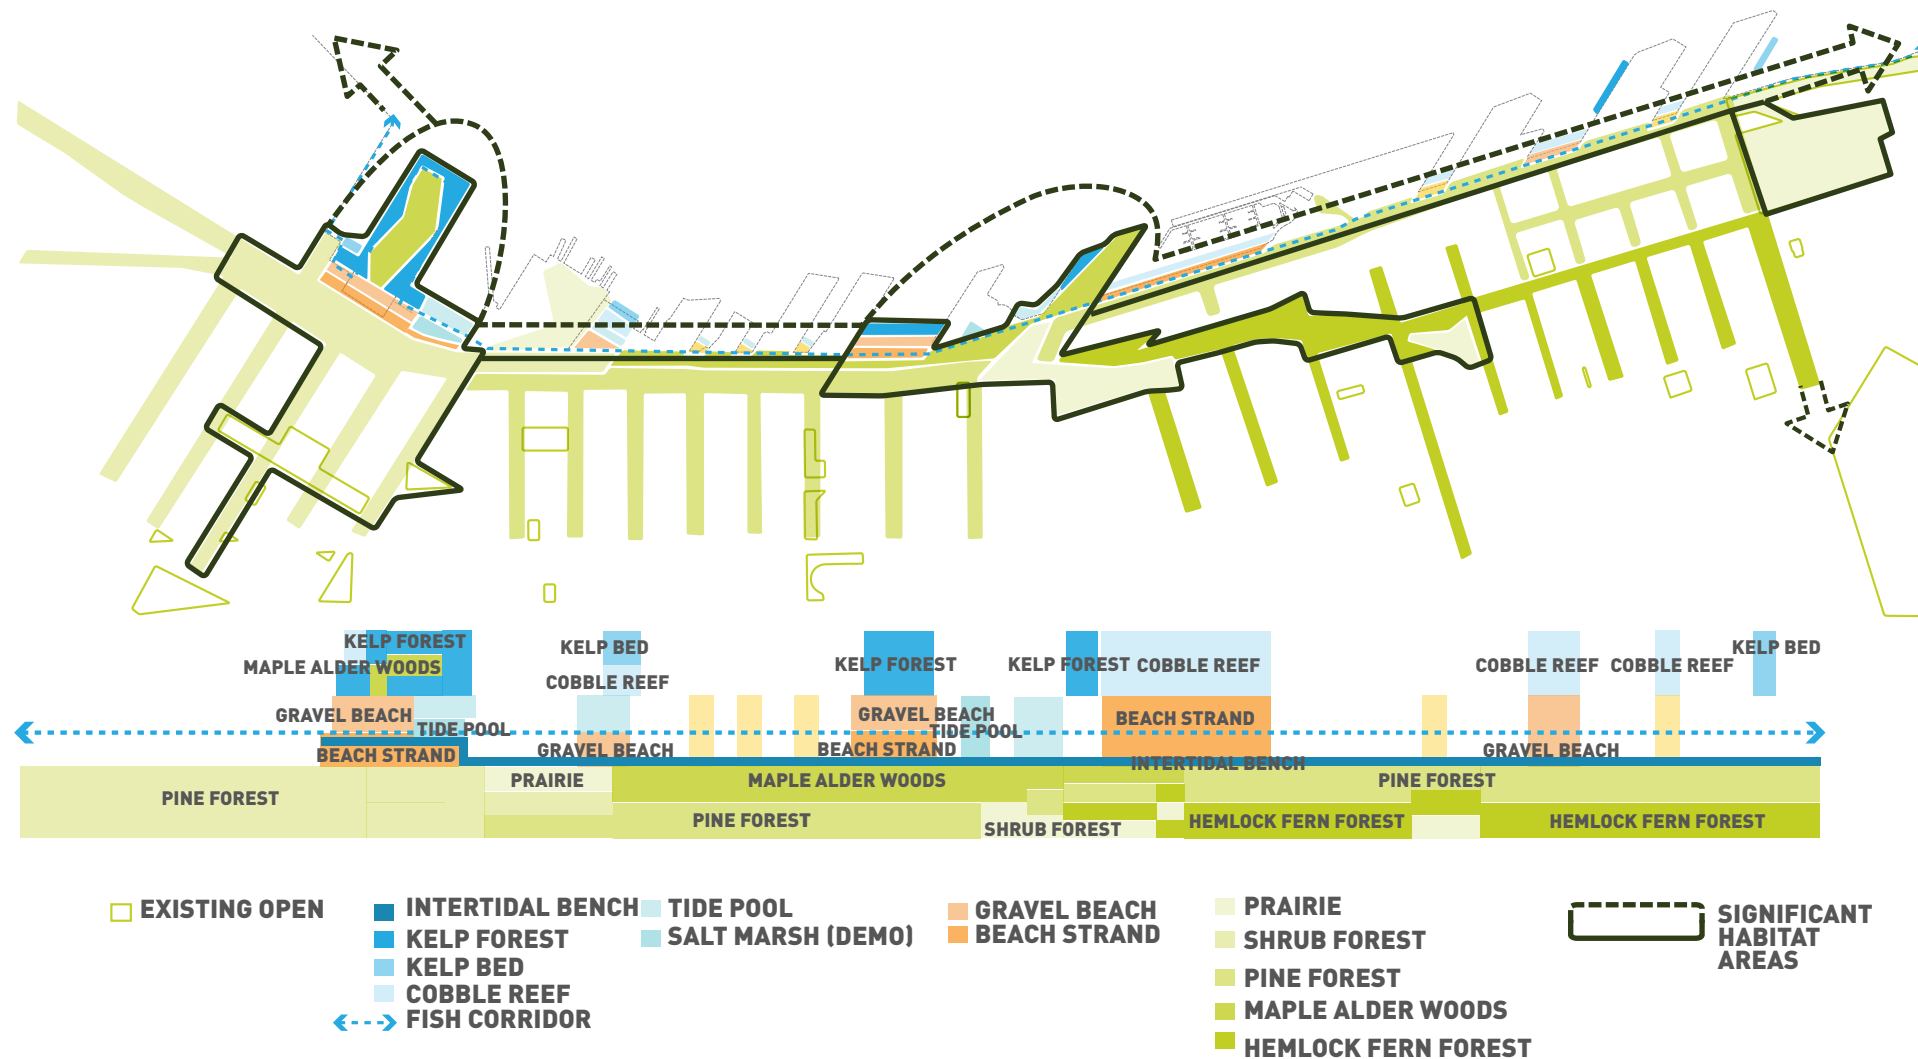 KELP FOREST
MAPLE ALDER WOODS
KELP BED
COBBLE REEF
KELP FOREST
KELP FOREST
COBBLE REEF
COBBLE REEF
COBBLE REEF
KELP BED
GRAVEL BEACH
TIDE POOL
BEACH STRAND
GRAVEL BEACH
GRAVEL BEACH
TIDE POOL
BEACH STRAND
BEACH STRAND
INTERTIDAL BENCH
GRAVEL BEACH
PINE FOREST
PRAIRIE
MAPLE ALDER WOODS
PINE FOREST
PINE FOREST
SHRUB FOREST
HEMLOCK FERN FOREST
HEMLOCK FERN FOREST
EXISTING OPEN
INTERTIDAL BENCH
KELP FOREST
KELP BED
COBBLE REEF
FISH CORRIDOR
TIDE POOL
SALT MARSH (DEMO)
GRAVEL BEACH
BEACH STRAND
PRAIRIE
SHRUB FOREST
PINE FOREST
MAPLE ALDER WOODS
HEMLOCK FERN FOREST
SIGNIFICANT
HABITAT
AREAS